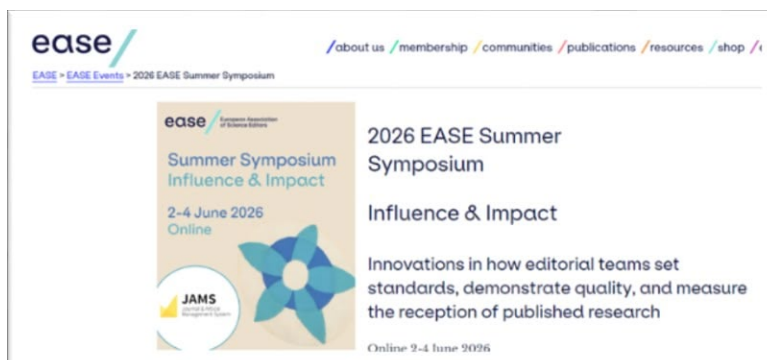 ease
/about us /membership /communities /publications /resources /shop /
EASE > EASE Events > 2026 EASE Summer Symposium
ease European Association of Science Editors
Summer Symposium
Influence & Impact
2-4 June 2026
Online
JAMS
Journal & Article
Management System
2026 EASE Summer
Symposium
Influence & Impact
Innovations in how editorial teams set
standards, demonstrate quality, and measure
the reception of published research
Online 2-4 June 2026